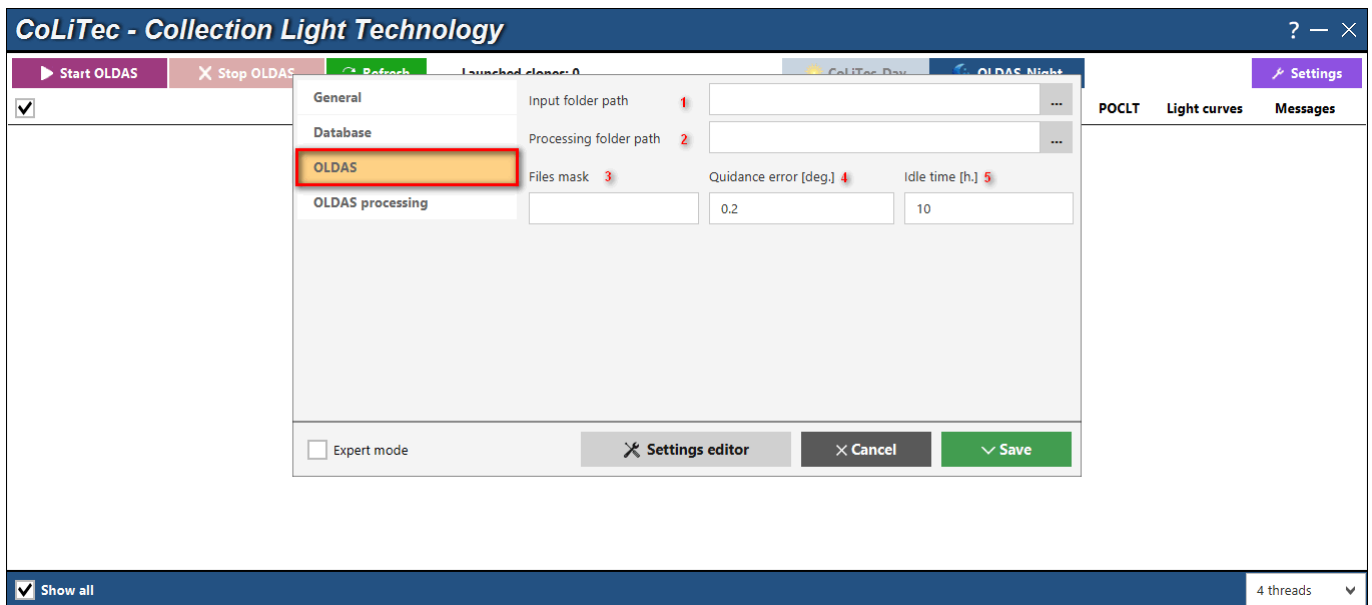 CoLiTec - Collection Light Technology ? — ×
Start OLDAS Stop OLDAS Refresh Launched clones: 0 CoLiTec Day OLDAS Night Settings
POCLT Light curves Messages
General
Database
OLDAS
OLDAS processing
Input folder path 1 ...
Processing folder path 2 ...
Files mask 3 Quidance error [deg.] 4 Idle time [h.] 5
0.2 10
Expert mode Settings editor Cancel Save
Show all 4 threads